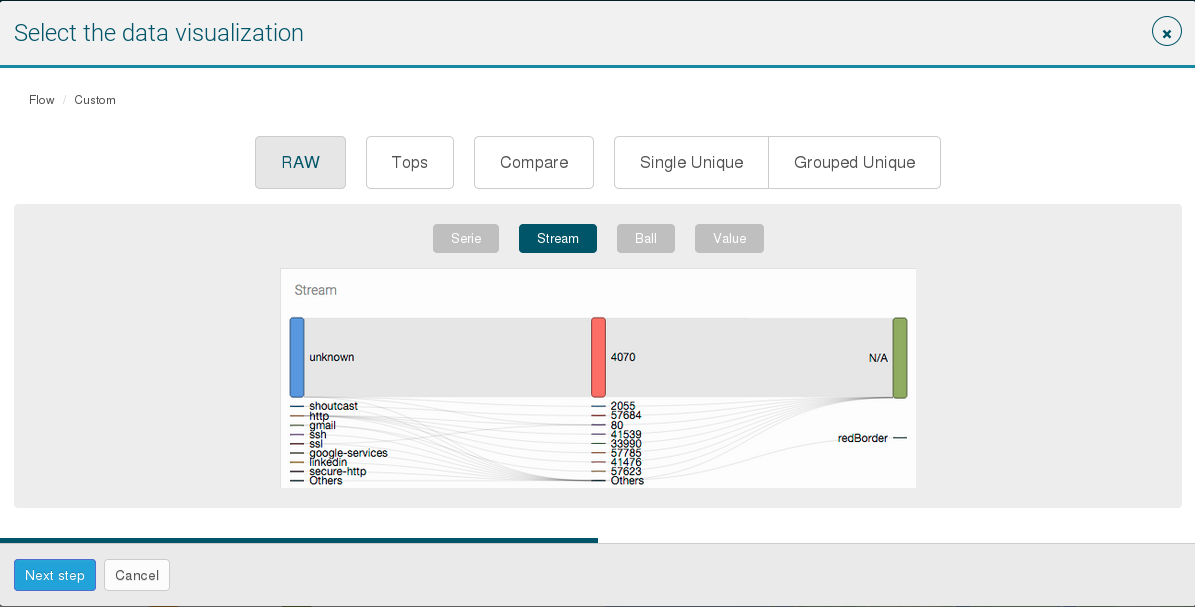 Select the data visualization
Flow / Custom
RAW
Tops
Compare
Single Unique
Grouped Unique
Serie
Stream
Ball
Value
Stream
unknown
4070
N/A
shoutcast
2055
http
57684
gmail
80
ssh
41539
redBorder
ssl
33990
google-services
57785
linkedin
41476
secure-http
57623
Others
Others
Next step
Cancel